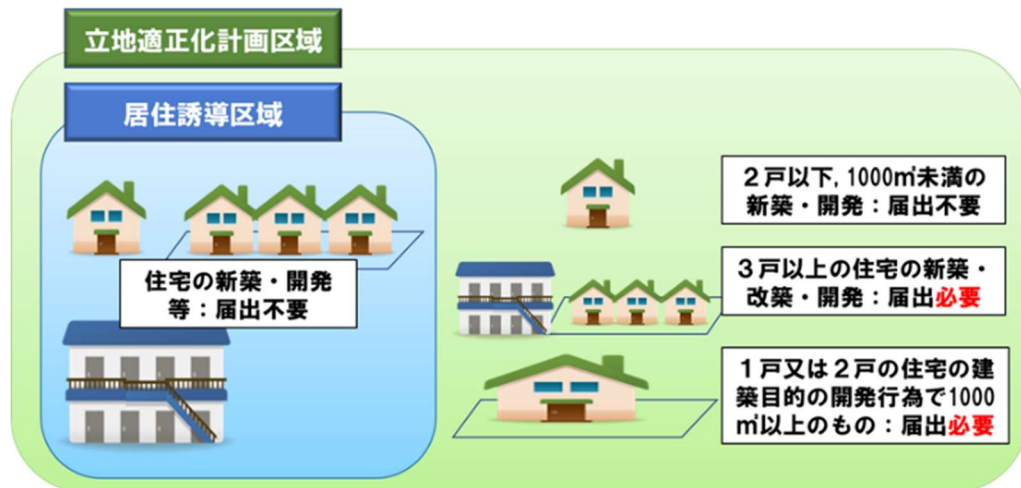 立地適正化計画区域
居住誘導区域
住宅の新築・開発
等：届出不要
２戸以下，1000㎡未満の
新築・開発：届出不要
３戸以上の住宅の新築・
改築・開発：届出必要
１戸又は２戸の住宅の建
築目的の開発行為で1000
㎡以上のもの：届出必要